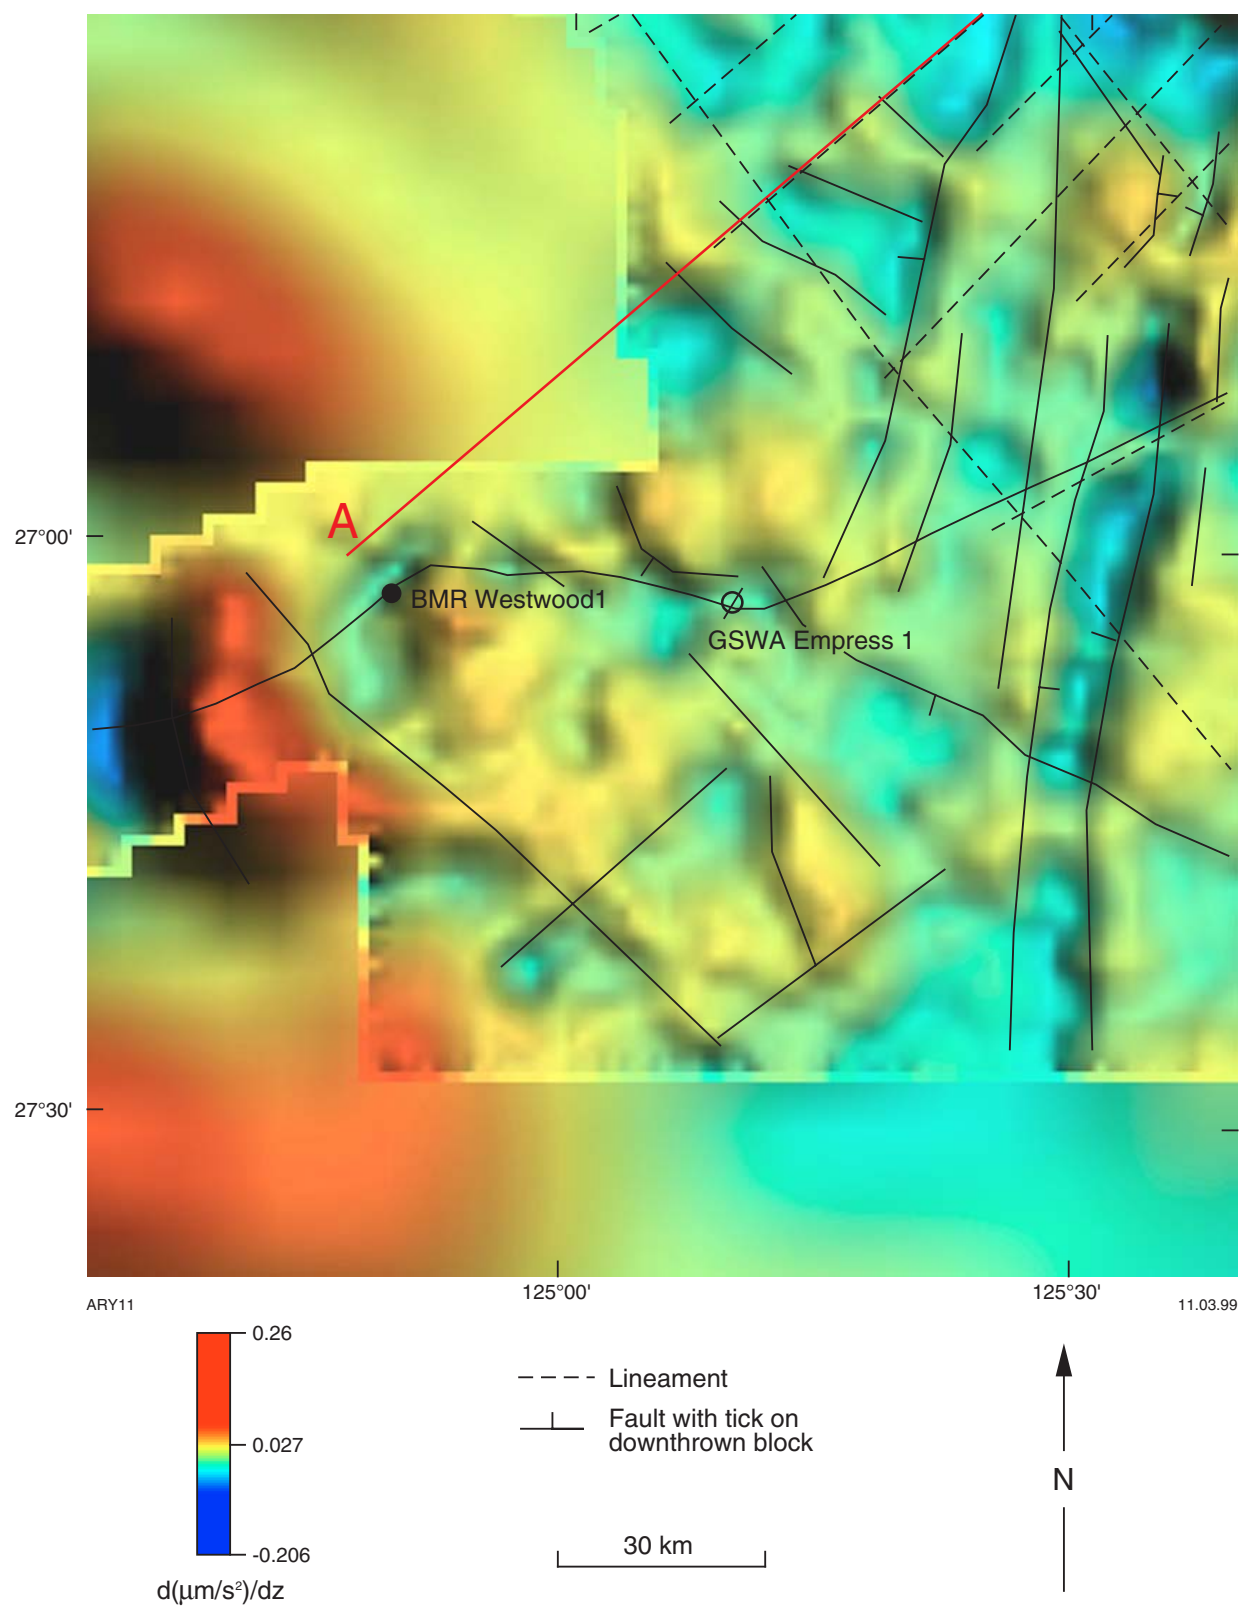 A
27°00'
BMR Westwood1
GSWA Empress 1
27°30'
125°00'
125°30'
ARY11
11.03.99
0.26
0.027
-0.206
d(μm/s²)/dz
Lineament
Fault with tick on
downthrown block
30 km
N